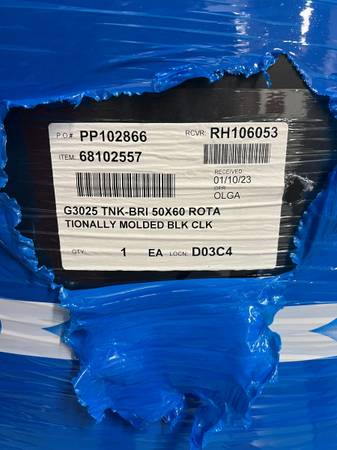 P.O.#: PP102866 RCVR: RH106053
ITEM: 68102557
RECEIVED
01/10/23
OPR
OLGA
G3025 TNK-BRI 50X60 ROTA
TIONALLY MOLDED BLK CLK
QTY: 1 EA LOCN: D03C4